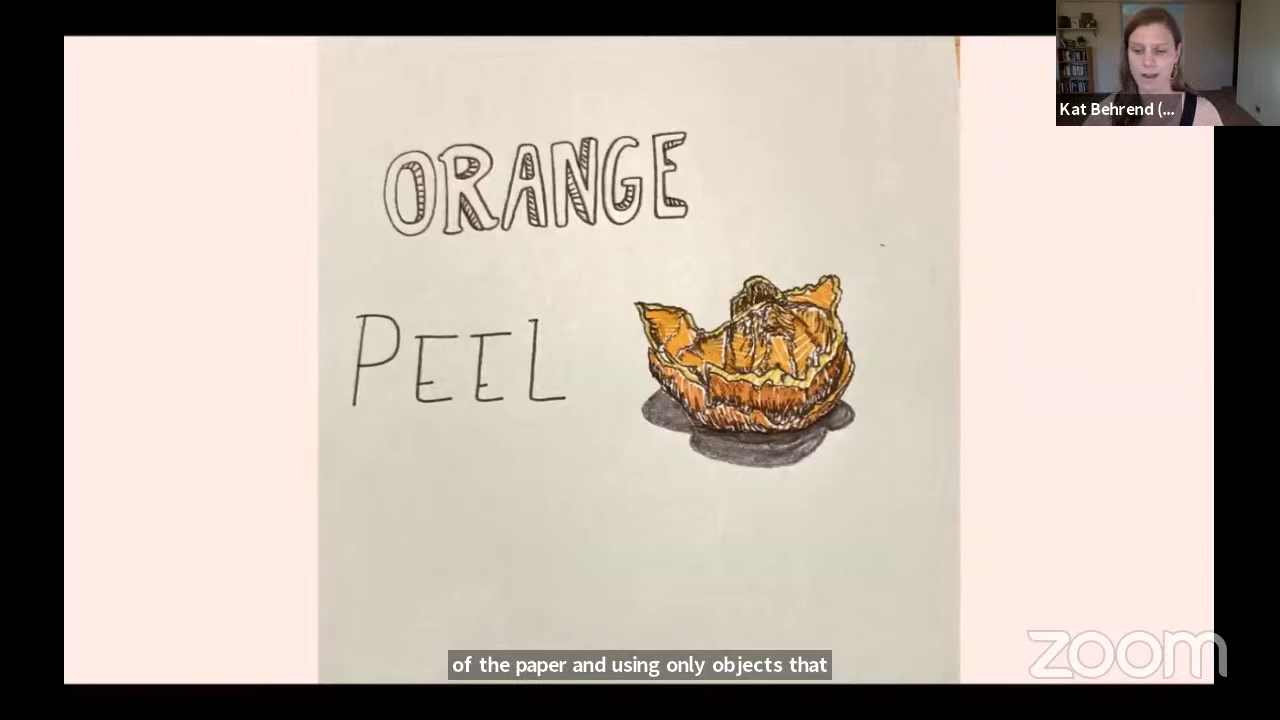 Kat Behrend (...
ORANGE
PEEL
of the paper and using only objects that
zoom